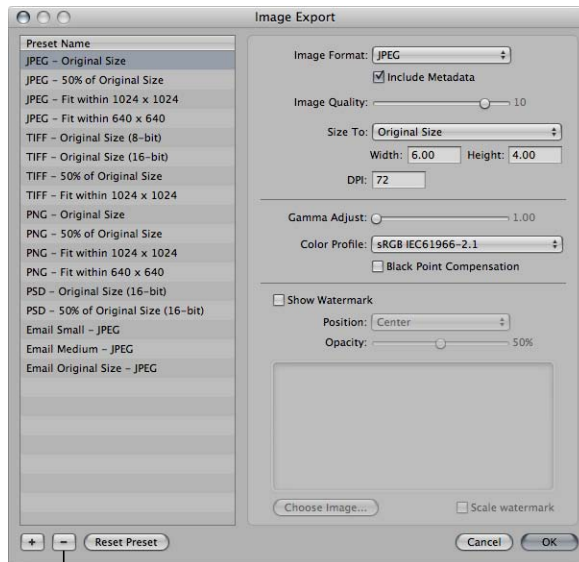 Image Export
Preset Name
JPEG – Original Size
JPEG – 50% of Original Size
JPEG – Fit within 1024 x 1024
JPEG – Fit within 640 x 640
TIFF – Original Size (8-bit)
TIFF – Original Size (16-bit)
TIFF – 50% of Original Size
TIFF – Fit within 1024 x 1024
PNG – Original Size
PNG – 50% of Original Size
PNG – Fit within 1024 x 1024
PNG – Fit within 640 x 640
PSD – Original Size (16-bit)
PSD – 50% of Original Size (16-bit)
Email Small – JPEG
Email Medium – JPEG
Email Original Size – JPEG
Image Format: JPEG
Include Metadata
Image Quality: 10
Size To: Original Size
Width: 6.00 Height: 4.00
DPI: 72
Gamma Adjust: 1.00
Color Profile: sRGB IEC61966-2.1
Black Point Compensation
Show Watermark
Position: Center
Opacity: 50%
Choose Image... Scale watermark
+ – Reset Preset Cancel OK